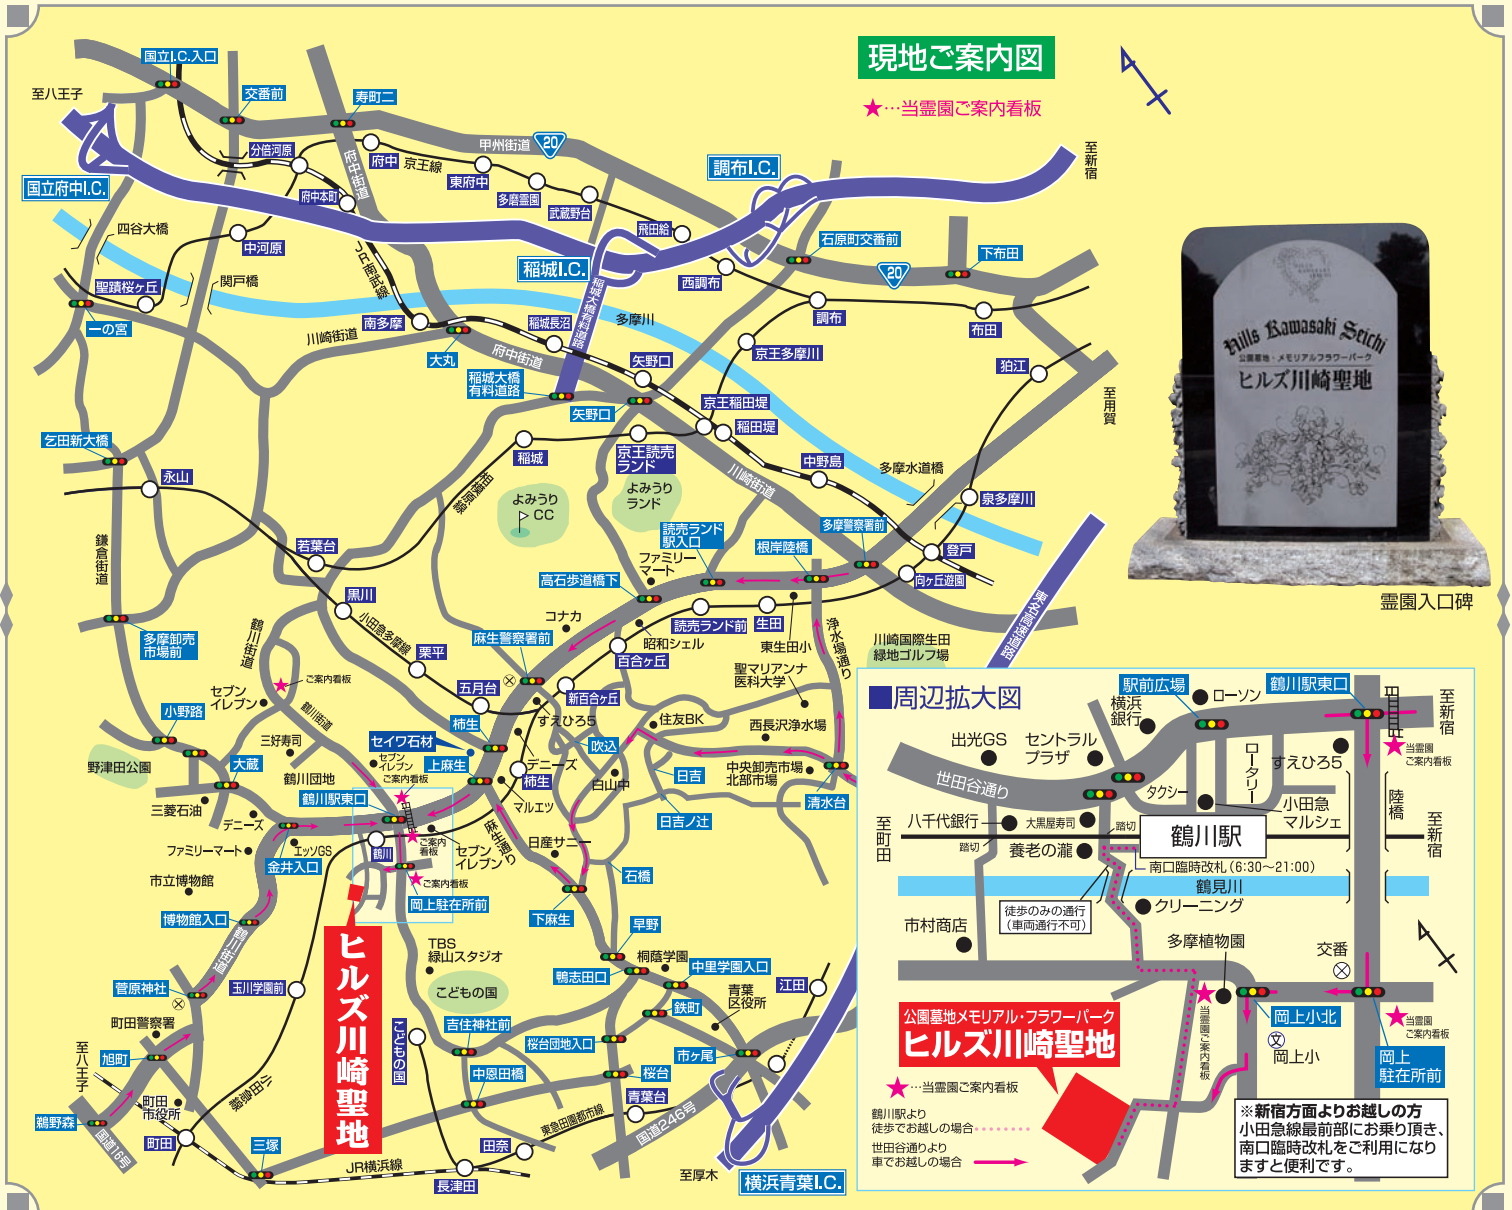 現地ご案内図
★…当霊園ご案内看板
国立I.C.入口
至八王子
交番前
寿町二
甲州街道
20
調布I.C.
至新宿
国立府中I.C.
分倍河原
府中
京王線
東府中
府中街道
府中本町
多磨霊園
武蔵野台
飛田給
石原町交番前
下布田
四谷大橋
中河原
JR南武線
稲城I.C.
西調布
20
関戸橋
聖蹟桜ヶ丘
稲城大橋有料道路
調布
布田
一の宮
南多摩
稲城長沼
多摩川
川崎街道
大丸
府中街道
矢野口
京王多摩川
狛江
稲城大橋
有料道路
矢野口
京王稲田堤
稲田堤
至用賀
Hills Kawasaki Seichi
公園墓地・メモリアルフラワーパーク
ヒルズ川崎聖地
霊園入口碑
乞田新大橋
永山
稲城
京王読売
ランド
中野島
多摩水道橋
川崎街道
泉多摩川
相模原線
よみうり
CC
よみうり
ランド
鎌倉街道
若葉台
読売ランド
駅入口
根岸陸橋
多摩警察署前
登戸
ファミリー
マート
高石歩道橋下
向ヶ丘遊園
黒川
コナカ
読売ランド前
生田
東名高速道路
多摩卸売
市場前
鶴川街道
小田急多摩線
栗平
麻生警察署前
昭和シェル
東生田小
浄水場通り
川崎国際生田
緑地ゴルフ場
百合ヶ丘
聖マリアンナ
医科大学
ご案内看板
セブン
イレブン
五月台
新百合ヶ丘
小野路
鶴川街道
柿生
すえひろ5
住友BK
西長沢浄水場
三好寿司
セイワ石材
吹込
野津田公園
大蔵
セブン
イレブン
上麻生
デニーズ
日吉
中央卸売市場
北部市場
鶴川団地
ご案内看板
柿生
白山中
清水台
三菱石油
鶴川駅東口
マルエツ
日吉ノ辻
デニーズ
麻生通り
ファミリーマート
エッソGS
ご案内
看板
セブン
イレブン
日産サニー
金井入口
鶴川
石橋
市立博物館
ご案内看板
岡上駐在所前
下麻生
博物館入口
早野
鶴川街道
TBS
緑山スタジオ
桐蔭学園
鴨志田口
中里学園入口
菅原神社
玉川学園前
こどもの国
青葉
区役所
江田
ヒルズ川崎聖地
鉄町
町田警察署
こどもの国
吉住神社前
桜台団地入口
市ヶ尾
至八王子
旭町
中恩田橋
桜台
町田
市役所
小田急線
青葉台
鵜野森
国道16号
町田
三塚
東急田園都市線
国道246号
田奈
JR横浜線
長津田
至厚木
横浜青葉I.C.
■周辺拡大図
駅前広場
鶴川駅東口
横浜
銀行
ローソン
至新宿
出光GS
セントラル
プラザ
ロータリー
すえひろ5
当霊園
ご案内看板
世田谷通り
タクシー
小田急
マルシェ
陸橋
至町田
八千代銀行
大黒屋寿司
踏切
鶴川駅
至新宿
踏切
養老の瀧
南口臨時改札(6:30〜21:00)
鶴見川
徒歩のみの通行
(車両通行不可)
クリーニング
市村商店
多摩植物園
交番
公園墓地メモリアル・フラワーパーク
ヒルズ川崎聖地
当霊園ご案内看板
岡上小北
当霊園
ご案内看板
文
岡上小
岡上
駐在所前
★…当霊園ご案内看板
鶴川駅より
徒歩でお越しの場合
世田谷通りより
車でお越しの場合
※新宿方面よりお越しの方
小田急線最前部にお乗り頂き、
南口臨時改札をご利用になり
ますと便利です。